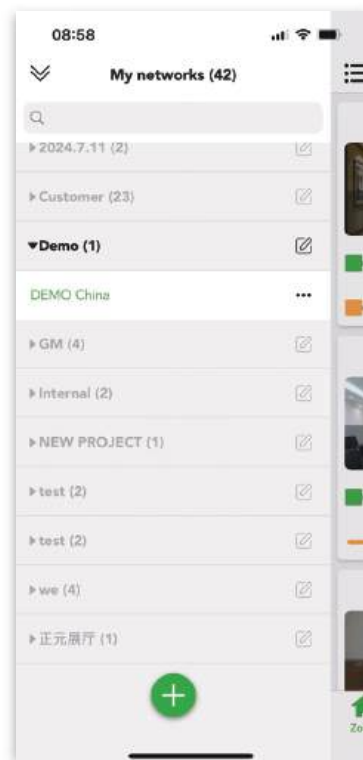 08:58
My networks (42)
2024.7.11 (2)
Customer (23)
Demo (1)
DEMO China
GM (4)
Internal (2)
NEW PROJECT (1)
test (2)
test (2)
we (4)
正元展厅 (1)